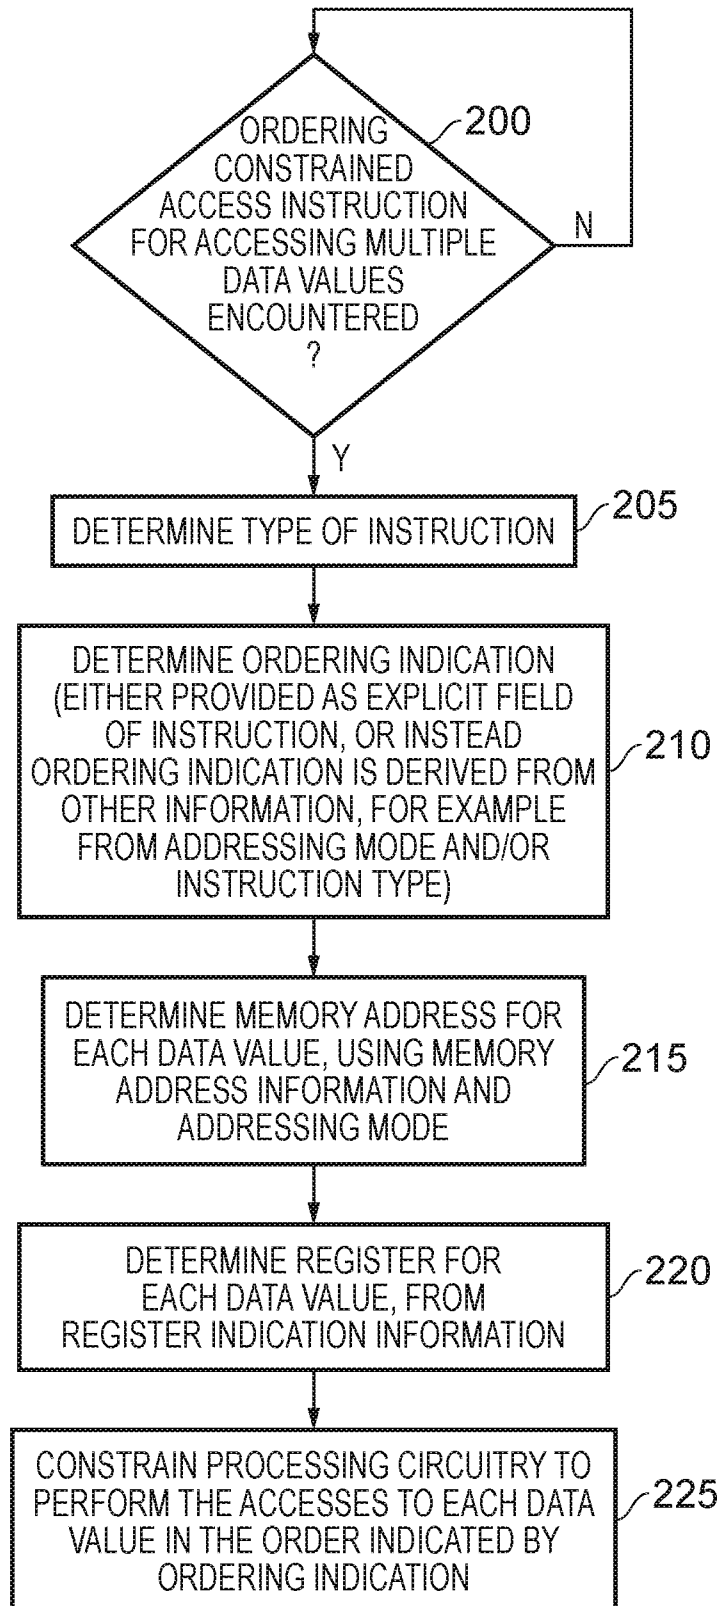 200
ORDERING
CONSTRAINED
ACCESS INSTRUCTION
FOR ACCESSING MULTIPLE
DATA VALUES
ENCOUNTERED
?
N
Y
205
DETERMINE TYPE OF INSTRUCTION
DETERMINE ORDERING INDICATION
(EITHER PROVIDED AS EXPLICIT FIELD
OF INSTRUCTION, OR INSTEAD
ORDERING INDICATION IS DERIVED FROM
OTHER INFORMATION, FOR EXAMPLE
FROM ADDRESSING MODE AND/OR
INSTRUCTION TYPE)
210
DETERMINE MEMORY ADDRESS FOR
EACH DATA VALUE, USING MEMORY
ADDRESS INFORMATION AND
ADDRESSING MODE
215
DETERMINE REGISTER FOR
EACH DATA VALUE, FROM
REGISTER INDICATION INFORMATION
220
CONSTRAIN PROCESSING CIRCUITRY TO
PERFORM THE ACCESSES TO EACH DATA
VALUE IN THE ORDER INDICATED BY
ORDERING INDICATION
225